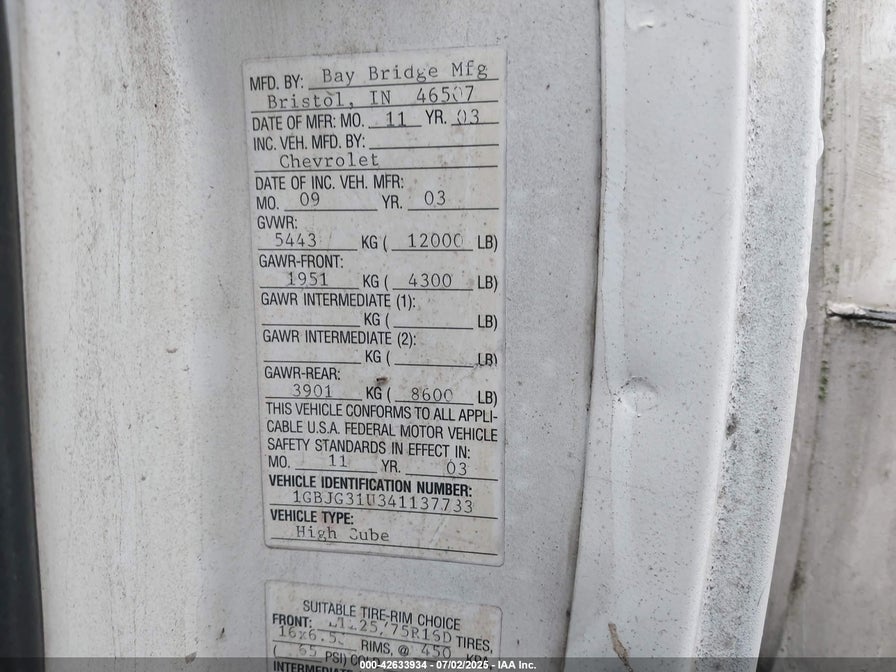 MFD. BY: Bay Bridge Mfg
Bristol, IN 46507
DATE OF MFR: MO. 11 YR. 03
INC. VEH. MFD. BY:
Chevrolet
DATE OF INC. VEH. MFR:
MO. 09 YR. 03
GVWR:
5443 KG ( 12000 LB)
GAWR-FRONT:
1951 KG ( 4300 LB)
GAWR INTERMEDIATE (1):
KG ( LB)
GAWR INTERMEDIATE (2):
KG ( LB)
GAWR-REAR:
3901 KG ( 8600 LB)
THIS VEHICLE CONFORMS TO ALL APPLI-
CABLE U.S.A. FEDERAL MOTOR VEHICLE
SAFETY STANDARDS IN EFFECT IN:
MO. 11 YR. 03
VEHICLE IDENTIFICATION NUMBER:
1GBJG31U341137733
VEHICLE TYPE:
High Cube
SUITABLE TIRE-RIM CHOICE
FRONT: TIRES,
RIMS, @ 450 KPA
( 65 PSI)
000-42633934 - 07/02/2025 - IAA Inc.